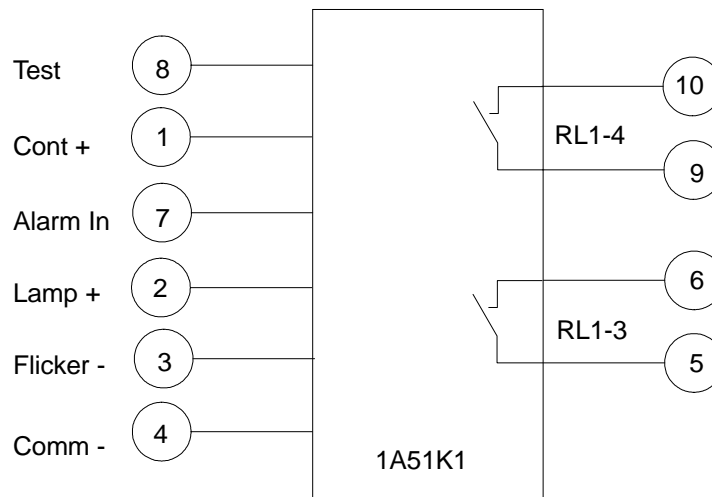 Test 8
Cont + 1
Alarm In 7
Lamp + 2
Flicker - 3
Comm - 4
10
RL1-4
9
6
RL1-3
5
1A51K1